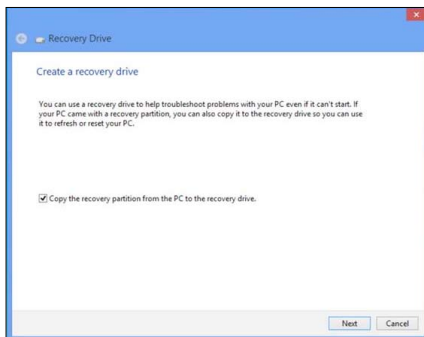 Recovery Drive
Create a recovery drive
You can use a recovery drive to help troubleshoot problems with your PC even if it can't start. If
your PC came with a recovery partition, you can also copy it to the recovery drive so you can use
it to refresh or reset your PC.
Copy the recovery partition from the PC to the recovery drive.
Next Cancel